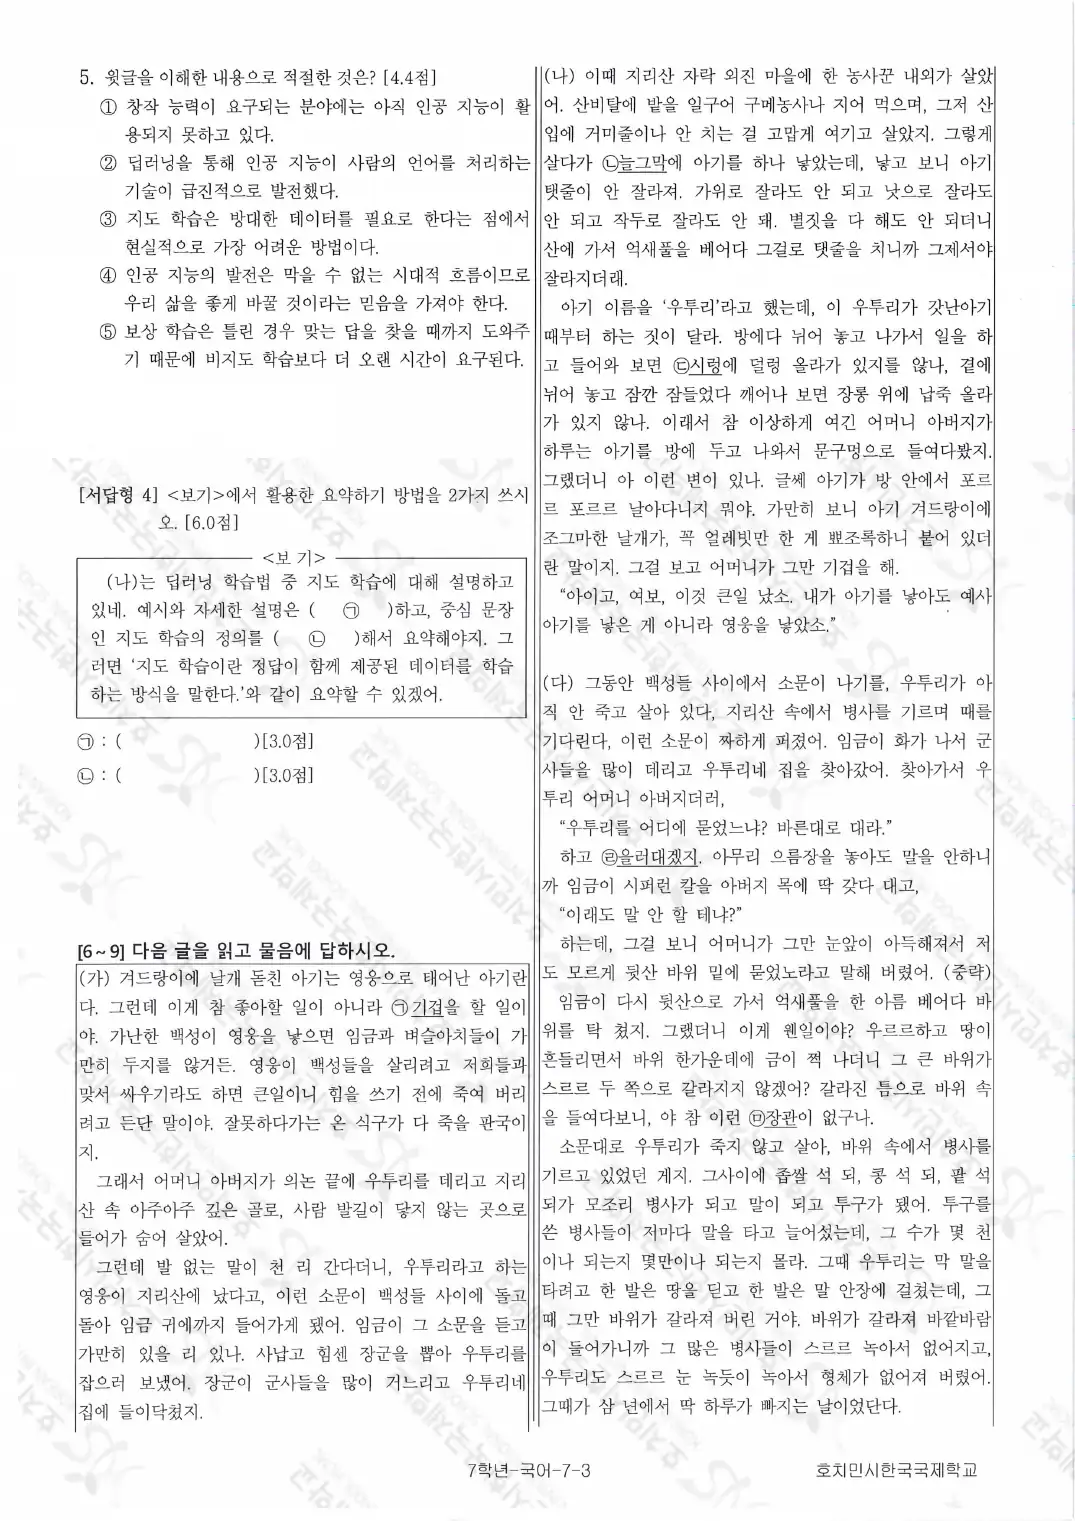 5. 윗글을 이해한 내용으로 적절한 것은? [4.4점]
① 창작 능력이 요구되는 분야에는 아직 인공 지능이 활
용되지 못하고 있다.
② 딥러닝을 통해 인공 지능이 사람의 언어를 처리하는
기술이 급진적으로 발전했다.
③ 지도 학습은 방대한 데이터를 필요로 한다는 점에서
현실적으로 가장 어려운 방법이다.
④ 인공 지능의 발전은 막을 수 없는 시대적 흐름이므로
우리 삶을 좋게 바꿀 것이라는 믿음을 가져야 한다.
⑤ 보상 학습은 틀린 경우 맞는 답을 찾을 때까지 도와주
기 때문에 비지도 학습보다 더 오랜 시간이 요구된다.
[서답형 4] <보기>에서 활용한 요약하기 방법을 2가지 쓰시
오. [6.0점]
<보 기>
(나)는 딥러닝 학습법 중 지도 학습에 대해 설명하고
있네. 예시와 자세한 설명은 ( ㉠ )하고, 중심 문장
인 지도 학습의 정의를 ( ㉡ )해서 요약해야지. 그
러면 ‘지도 학습이란 정답이 함께 제공된 데이터를 학습
하는 방식을 말한다.’와 같이 요약할 수 있겠어.
㉠ : ( )[3.0점]
㉡ : ( )[3.0점]
[6~9] 다음 글을 읽고 물음에 답하시오.
(가) 겨드랑이에 날개 돋친 아기는 영웅으로 태어난 아기란
다. 그런데 이게 참 좋아할 일이 아니라 ㉠기겁을 할 일이
야. 가난한 백성이 영웅을 낳으면 임금과 벼슬아치들이 가
만히 두지를 않거든. 영웅이 백성들을 살리려고 저희들과
맞서 싸우기라도 하면 큰일이니 힘을 쓰기 전에 죽여 버리
려고 든단 말이야. 잘못하다가는 온 식구가 다 죽을 판국이
지.
그래서 어머니 아버지가 의논 끝에 우투리를 데리고 지리
산 속 아주아주 깊은 골로, 사람 발길이 닿지 않는 곳으로
들어가 숨어 살았어.
그런데 발 없는 말이 천 리 간다더니, 우투리라고 하는
영웅이 지리산에 났다고, 이런 소문이 백성들 사이에 돌고
돌아 임금 귀에까지 들어가게 됐어. 임금이 그 소문을 듣고
가만히 있을 리 있나. 사납고 힘센 장군을 뽑아 우투리를
잡으러 보냈어. 장군이 군사들을 많이 거느리고 우투리네
집에 들이닥쳤지.
(나) 이때 지리산 자락 외진 마을에 한 농사꾼 내외가 살았
어. 산비탈에 밭을 일구어 구메농사나 지어 먹으며, 그저 산
입에 거미줄이나 안 치는 걸 고맙게 여기고 살았지. 그렇게
살다가 ㉡늘그막에 아기를 하나 낳았는데, 낳고 보니 아기
탯줄이 안 잘라져. 가위로 잘라도 안 되고 낫으로 잘라도
안 되고 작두로 잘라도 안 돼. 별짓을 다 해도 안 되더니
산에 가서 억새풀을 베어다 그걸로 탯줄을 치니까 그제서야
잘라지더래.
아기 이름을 ‘우투리’라고 했는데, 이 우투리가 갓난아기
때부터 하는 짓이 달라. 방에다 뉘어 놓고 나가서 일을 하
고 들어와 보면 ㉢시렁에 덜렁 올라가 있지를 않나, 곁에
뉘어 놓고 잠깐 잠들었다 깨어나 보면 장롱 위에 납죽 올라
가 있지 않나. 이래서 참 이상하게 여긴 어머니 아버지가
하루는 아기를 방에 두고 나와서 문구멍으로 들여다봤지.
그랬더니 아 이런 변이 있나. 글쎄 아기가 방 안에서 포르
르 포르르 날아다니지 뭐야. 가만히 보니 아기 겨드랑이에
조그마한 날개가, 꼭 얼레빗만 한 게 뾰조록하니 붙어 있더
란 말이지. 그걸 보고 어머니가 그만 기겁을 해.
“아이고, 여보, 이것 큰일 났소. 내가 아기를 낳아도 예사
아기를 낳은 게 아니라 영웅을 낳았소.”
(다) 그동안 백성들 사이에서 소문이 나기를, 우투리가 아
직 안 죽고 살아 있다, 지리산 속에서 병사를 기르며 때를
기다린다, 이런 소문이 짜하게 퍼졌어. 임금이 화가 나서 군
사들을 많이 데리고 우투리네 집을 찾아갔어. 찾아가서 우
투리 어머니 아버지더러,
“우투리를 어디에 묻었느냐? 바른대로 대라.”
하고 ㉣을러대겠지. 아무리 으름장을 놓아도 말을 안하니
까 임금이 시퍼런 칼을 아버지 목에 딱 갖다 대고,
“이래도 말 안 할 테냐?”
하는데, 그걸 보니 어머니가 그만 눈앞이 아득해져서 저
도 모르게 뒷산 바위 밑에 묻었노라고 말해 버렸어. (중략)
임금이 다시 뒷산으로 가서 억새풀을 한 아름 베어다 바
위를 탁 쳤지. 그랬더니 이게 웬일이야? 우르르하고 땅이
흔들리면서 바위 한가운데에 금이 쩍 나더니 그 큰 바위가
스르르 두 쪽으로 갈라지지 않겠어? 갈라진 틈으로 바위 속
을 들여다보니, 야 참 이런 ㉤장관이 없구나.
소문대로 우투리가 죽지 않고 살아, 바위 속에서 병사를
기르고 있었던 게지. 그사이에 좁쌀 석 되, 콩 석 되, 팥 석
되가 모조리 병사가 되고 말이 되고 투구가 됐어. 투구를
쓴 병사들이 저마다 말을 타고 늘어섰는데, 그 수가 몇 천
이나 되는지 몇만이나 되는지 몰라. 그때 우투리는 막 말을
타려고 한 발은 땅을 딛고 한 발은 말 안장에 걸쳤는데, 그
때 그만 바위가 갈라져 버린 거야. 바위가 갈라져 바깥바람
이 들어가니까 그 많은 병사들이 스르르 녹아서 없어지고,
우투리도 스르르 눈 녹듯이 녹아서 형체가 없어져 버렸어.
그때가 삼 년에서 딱 하루가 빠지는 날이었단다.
7학년-국어-7-3
호치민시한국국제학교